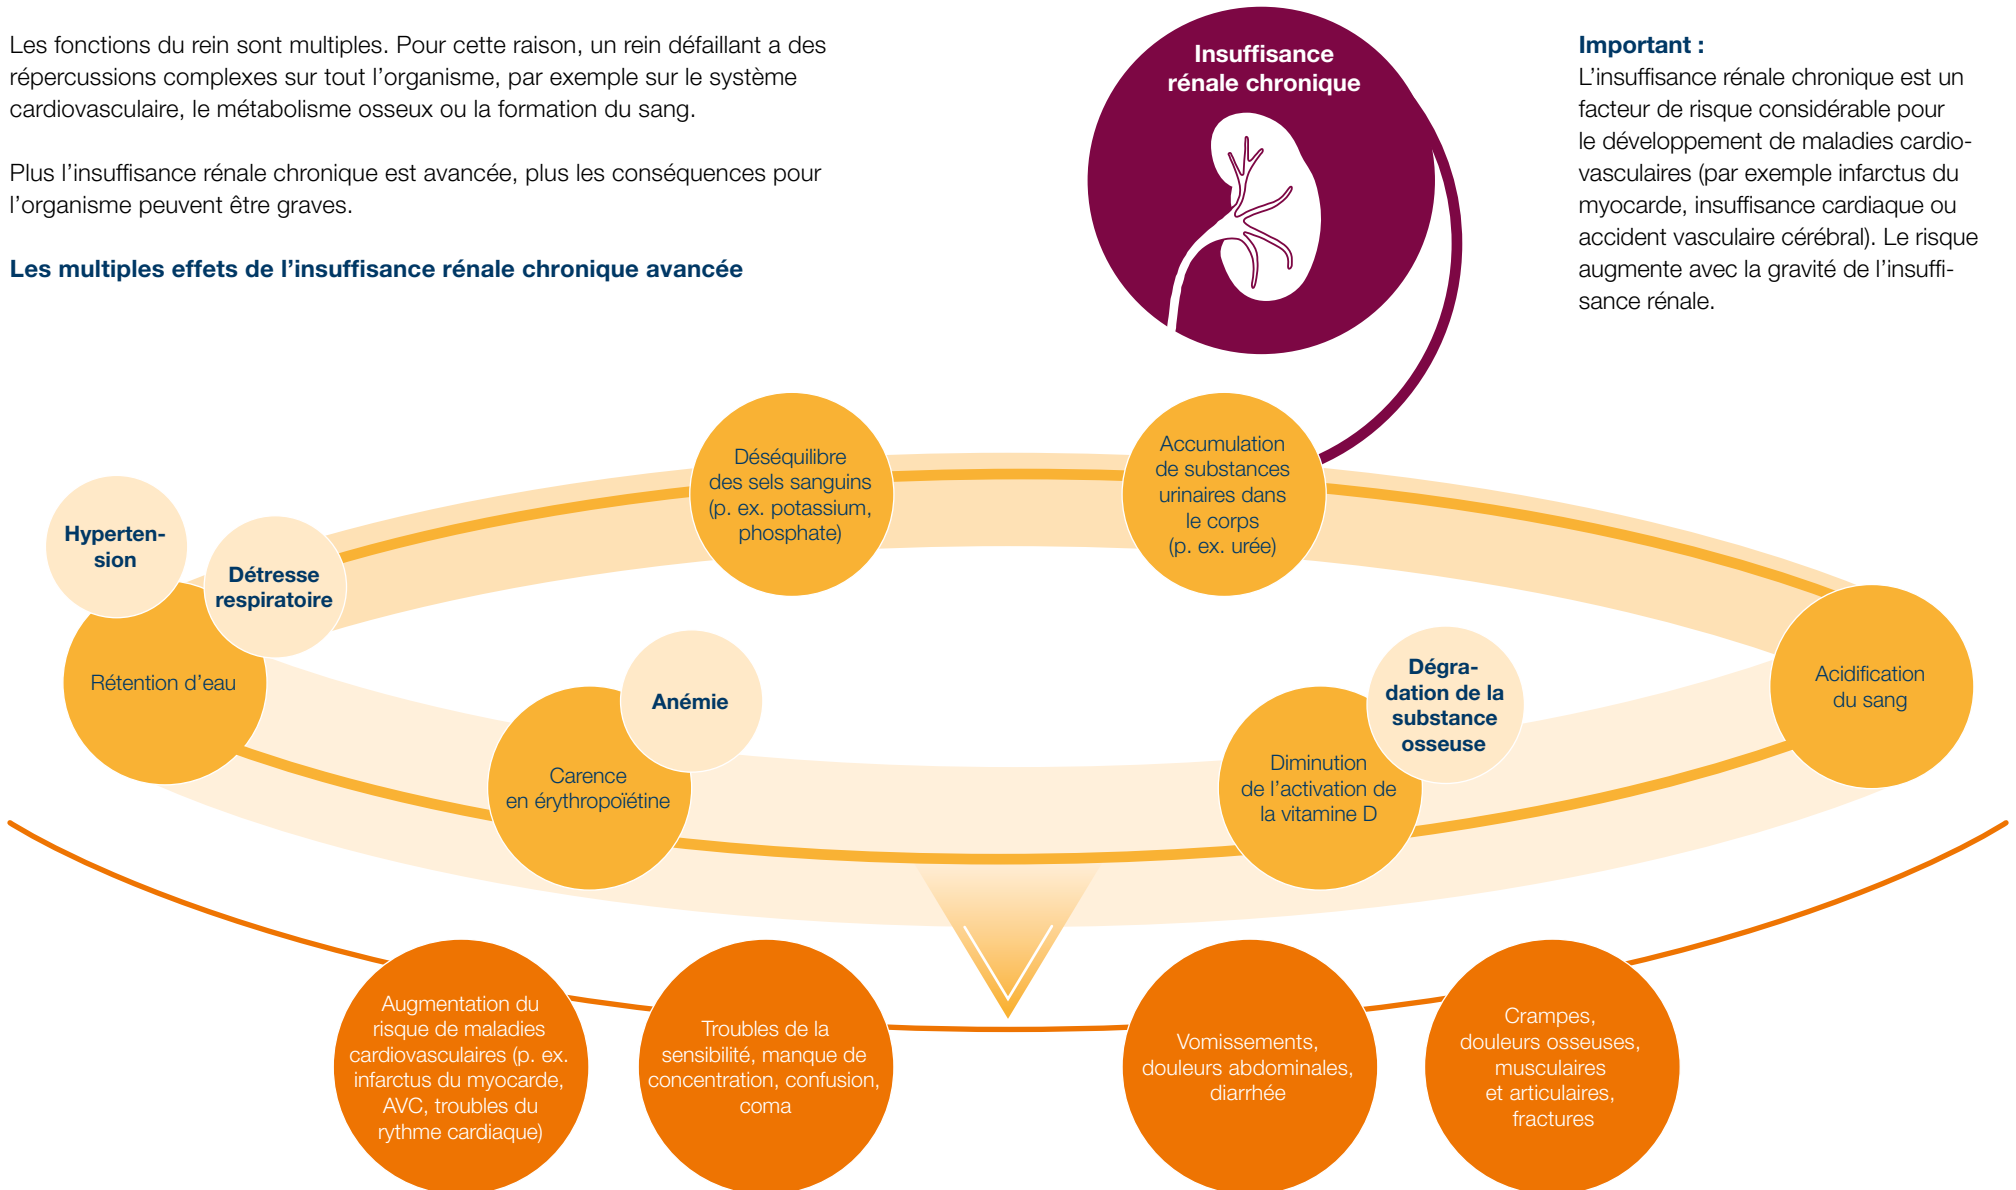 Les fonctions du rein sont multiples. Pour cette raison, un rein défaillant a des
répercussions complexes sur tout l’organisme, par exemple sur le système
cardiovasculaire, le métabolisme osseux ou la formation du sang.
Plus l’insuffisance rénale chronique est avancée, plus les conséquences pour
l’organisme peuvent être graves.
Les multiples effets de l’insuffisance rénale chronique avancée
Insuffisance
rénale chronique
Important :
L’insuffisance rénale chronique est un
facteur de risque considérable pour
le développement de maladies cardio-
vasculaires (par exemple infarctus du
myocarde, insuffisance cardiaque ou
accident vasculaire cérébral). Le risque
augmente avec la gravité de l’insuffi-
sance rénale.
Déséquilibre
des sels sanguins
(p. ex. potassium,
phosphate)
Accumulation
de substances
urinaires dans
le corps
(p. ex. urée)
Hyperten-
sion
Détresse
respiratoire
Rétention d’eau
Anémie
Carence
en érythropoïétine
Dégra-
dation de la
substance
osseuse
Diminution
de l’activation de
la vitamine D
Acidification
du sang
Augmentation du
risque de maladies
cardiovasculaires (p. ex.
infarctus du myocarde,
AVC, troubles du
rythme cardiaque)
Troubles de la
sensibilité, manque de
concentration, confusion,
coma
Vomissements,
douleurs abdominales,
diarrhée
Crampes,
douleurs osseuses,
musculaires
et articulaires,
fractures